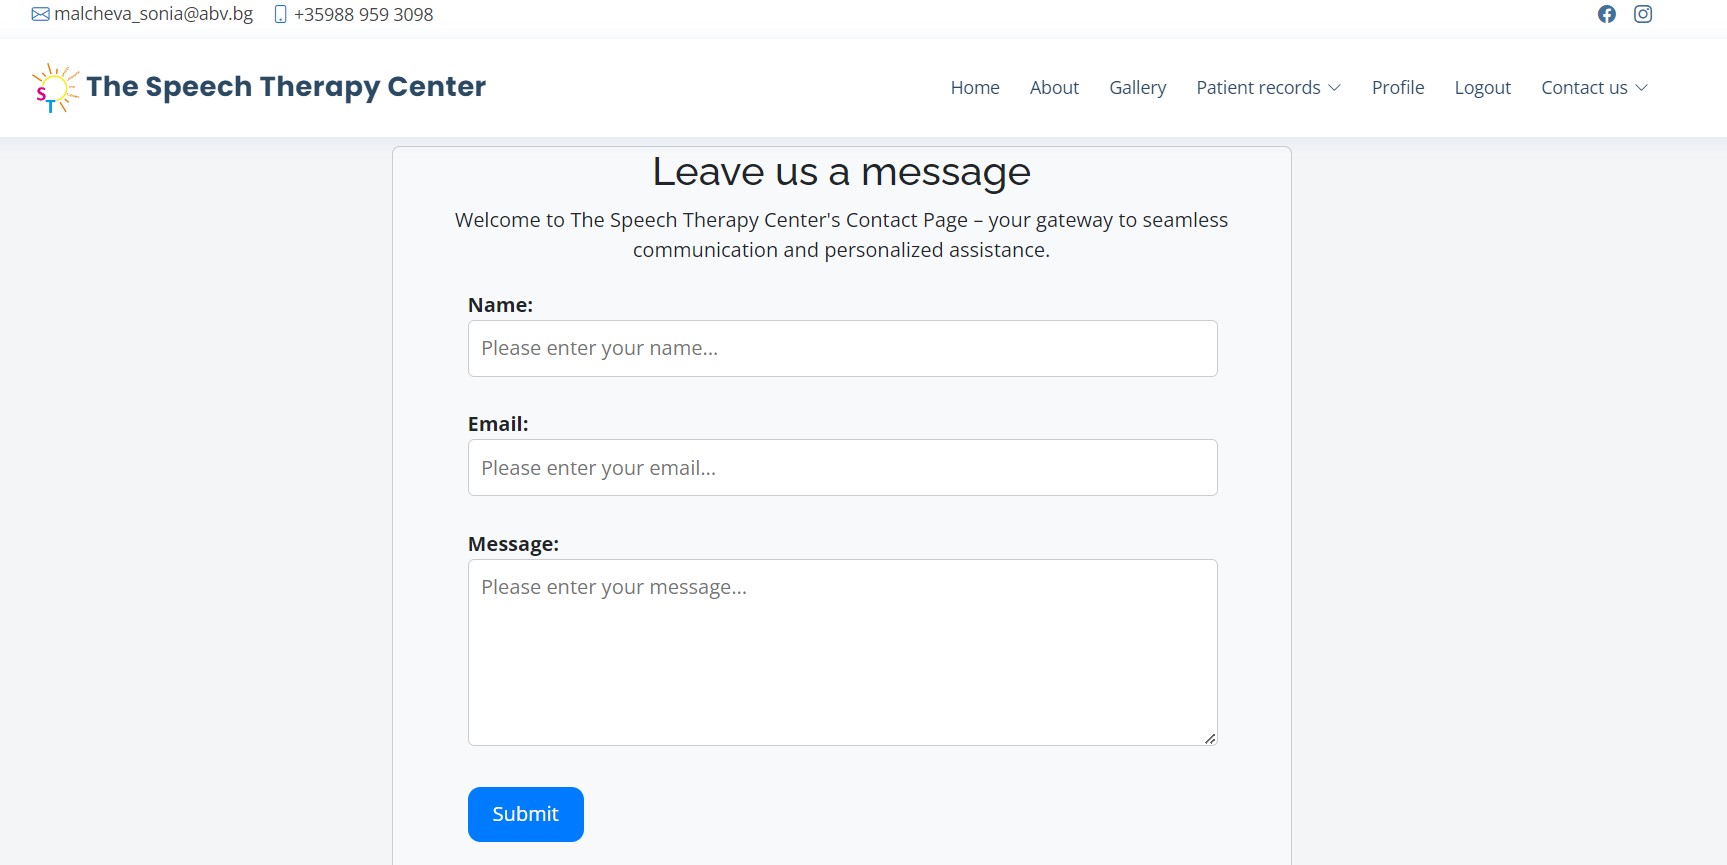 malcheva_sonia@abv.bg +35988 959 3098
The Speech Therapy Center
Home About Gallery Patient records Profile Logout Contact us
Leave us a message
Welcome to The Speech Therapy Center's Contact Page – your gateway to seamless
communication and personalized assistance.
Name:
Please enter your name...
Email:
Please enter your email...
Message:
Please enter your message...
Submit